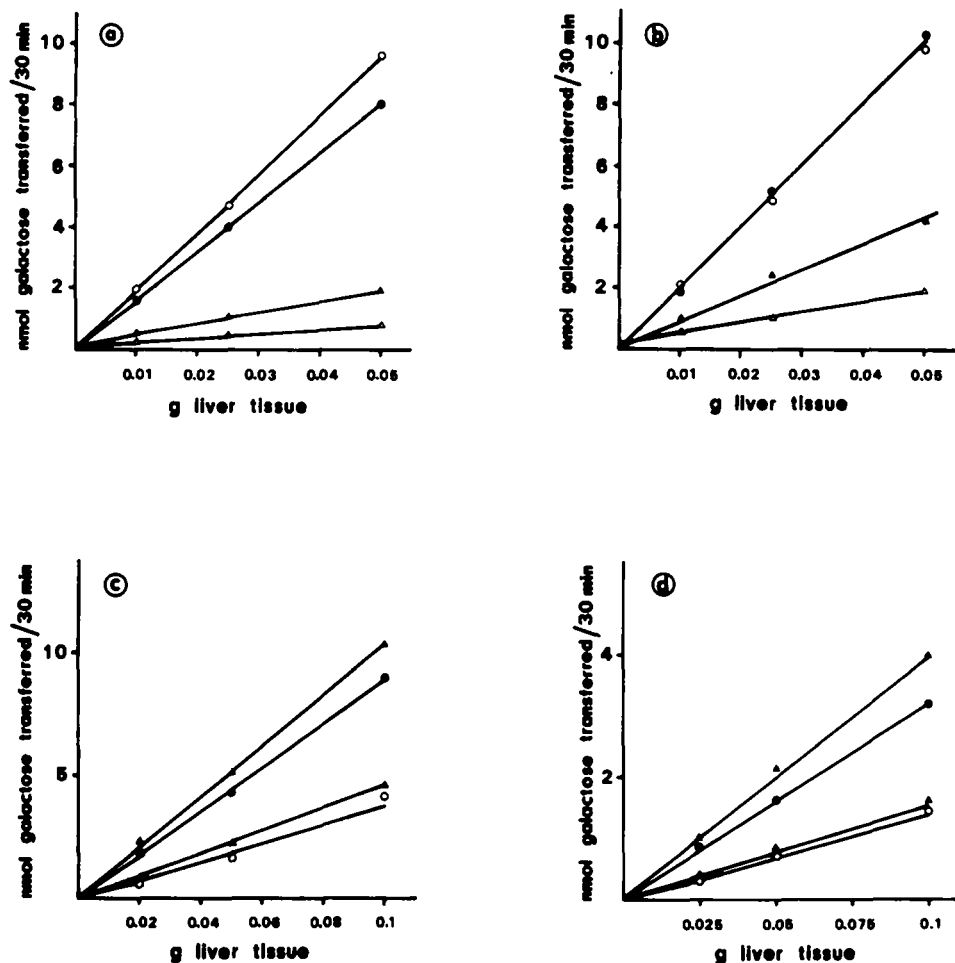 a
nmol galactose transferred/30 min
10
8
6
4
2
0.01 0.02 0.03 0.04 0.05
g liver tissue
b
nmol galactose transferred/30 min
10
8
6
4
2
0.01 0.02 0.03 0.04 0.05
g liver tissue
c
nmol galactose transferred/30 min
10
5
0.02 0.04 0.06 0.08 0.1
g liver tissue
d
nmol galactose transferred/30 min
4
2
0.025 0.05 0.075 0.1
g liver tissue